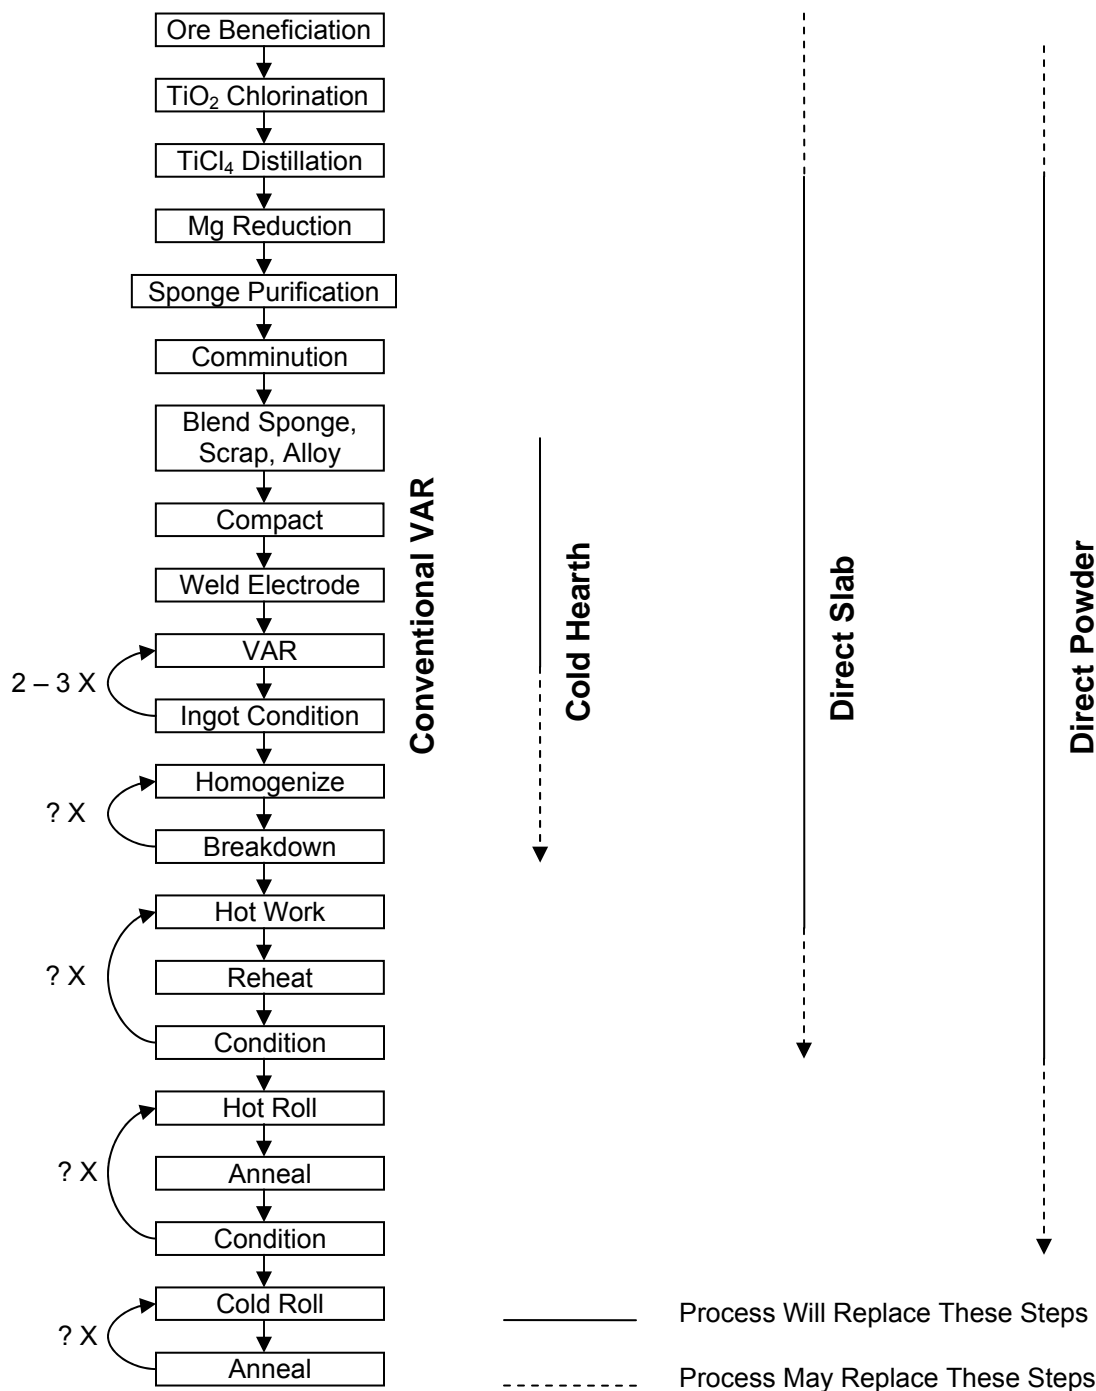 Ore Beneficiation
TiO₂ Chlorination
TiCl₄ Distillation
Mg Reduction
Sponge Purification
Comminution
Blend Sponge,
Scrap, Alloy
Compact
Weld Electrode
VAR
2 – 3 X
Ingot Condition
Homogenize
? X
Breakdown
Hot Work
? X
Reheat
Condition
Hot Roll
? X
Anneal
Condition
Cold Roll
? X
Anneal
Conventional VAR
Cold Hearth
Direct Slab
Direct Powder
Process Will Replace These Steps
Process May Replace These Steps